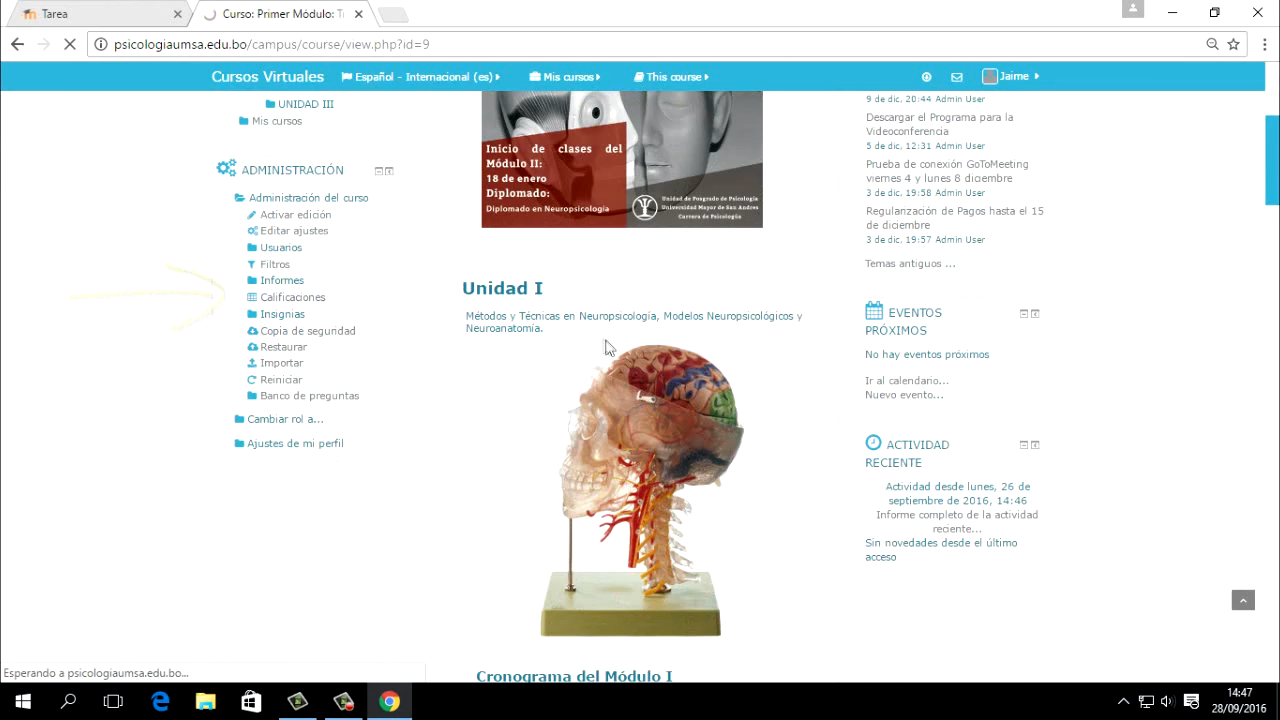 Tarea
Curso: Primer Módulo: T
psicologiaumsa.edu.bo/campus/course/view.php?id=9
Cursos Virtuales
Español - Internacional (es)
Mis cursos
This course
Jaime
UNIDAD III
Mis cursos
ADMINISTRACIÓN
Administración del curso
Activar edición
Editar ajustes
Usuarios
Filtros
Informes
Calificaciones
Insignias
Copia de seguridad
Restaurar
Importar
Reiniciar
Banco de preguntas
Cambiar rol a...
Ajustes de mi perfil
Inicio de clases del
Módulo II:
18 de enero
Diplomado:
Diplomado en Neuropsicología
Unidad de Posgrado de Psicología
Universidad Mayor de San Andres
Carrera de Psicología
Unidad I
Métodos y Técnicas en Neuropsicología, Modelos Neuropsicológicos y
Neuroanatomía.
Cronograma del Módulo I
9 de dic, 20:44 Admin User
Descargar el Programa para la
Videoconferencia
5 de dic, 12:31 Admin User
Prueba de conexión GoToMeeting
viernes 4 y lunes 8 diciembre
3 de dic, 19:58 Admin User
Regularización de Pagos hasta el 15
de diciembre
3 de dic, 19:57 Admin User
Temas antiguos ...
EVENTOS
PRÓXIMOS
No hay eventos próximos
Ir al calendario...
Nuevo evento...
ACTIVIDAD
RECIENTE
Actividad desde lunes, 26 de
septiembre de 2016, 14:46
Informe completo de la actividad
reciente...
Sin novedades desde el último
acceso
Esperando a psicologiaumsa.edu.bo...
14:47
28/09/2016